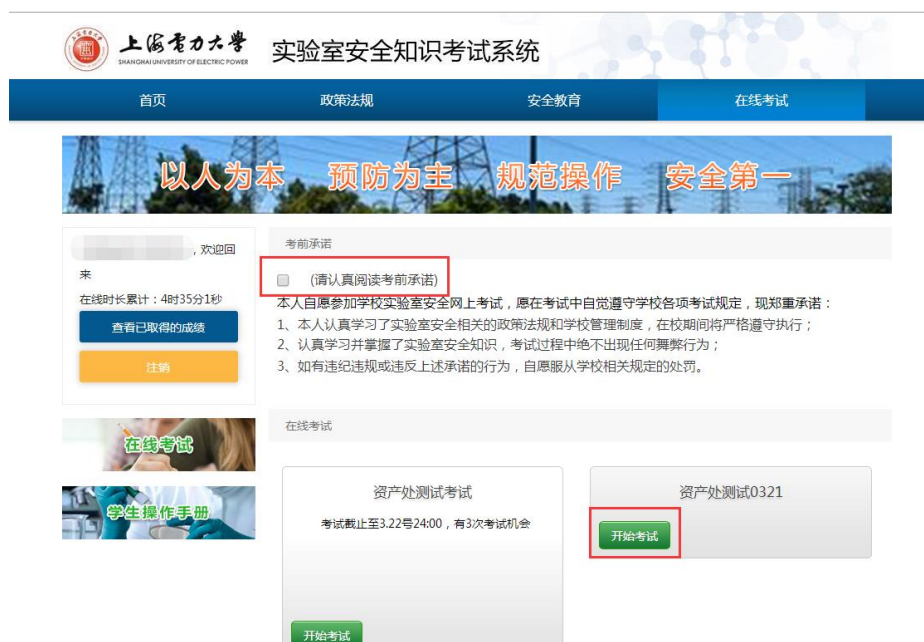 上海电力大学
SHANGHAI UNIVERSITY OF ELECTRIC POWER
实验室安全知识考试系统
首页
政策法规
安全教育
在线考试
以人为本 预防为主 规范操作 安全第一
，欢迎回
来
在线时长累计：4时35分1秒
查看已取得的成绩
注销
在线考试
学生操作手册
考前承诺
(请认真阅读考前承诺)
本人自愿参加学校实验室安全网上考试，愿在考试中自觉遵守学校各项考试规定，现郑重承诺：
1、本人认真学习了实验室安全相关的政策法规和学校管理制度，在校期间将严格遵守执行；
2、认真学习并掌握了实验室安全知识，考试过程中绝不出现任何舞弊行为；
3、如有违纪违规或违反上述承诺的行为，自愿服从学校相关规定的处罚。
在线考试
资产处测试考试
考试截止至3.22号24:00，有3次考试机会
开始考试
资产处测试0321
开始考试